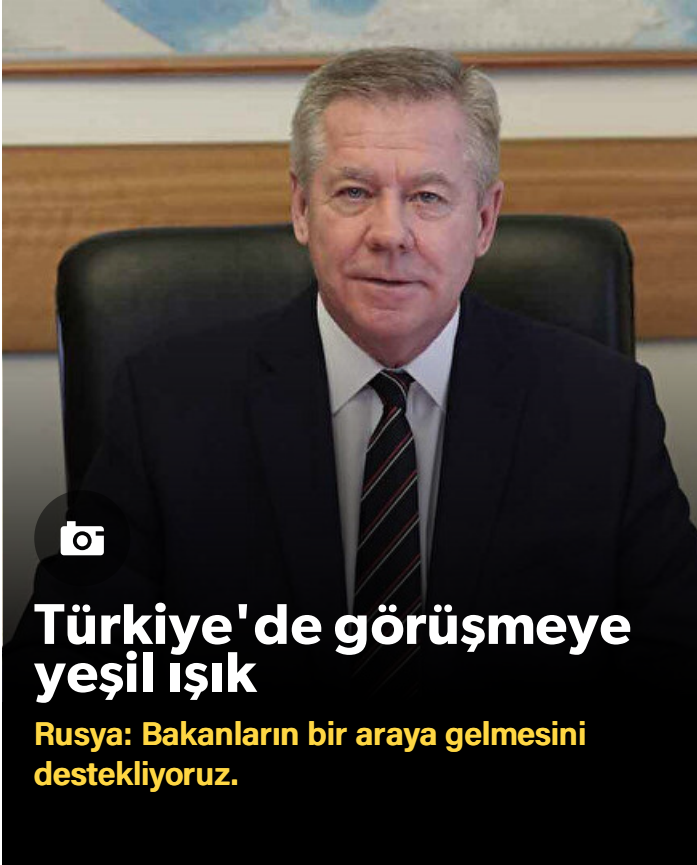 Türkiye'de görüşmeye
yeşil ışık
Rusya: Bakanların bir araya gelmesini
destekliyoruz.